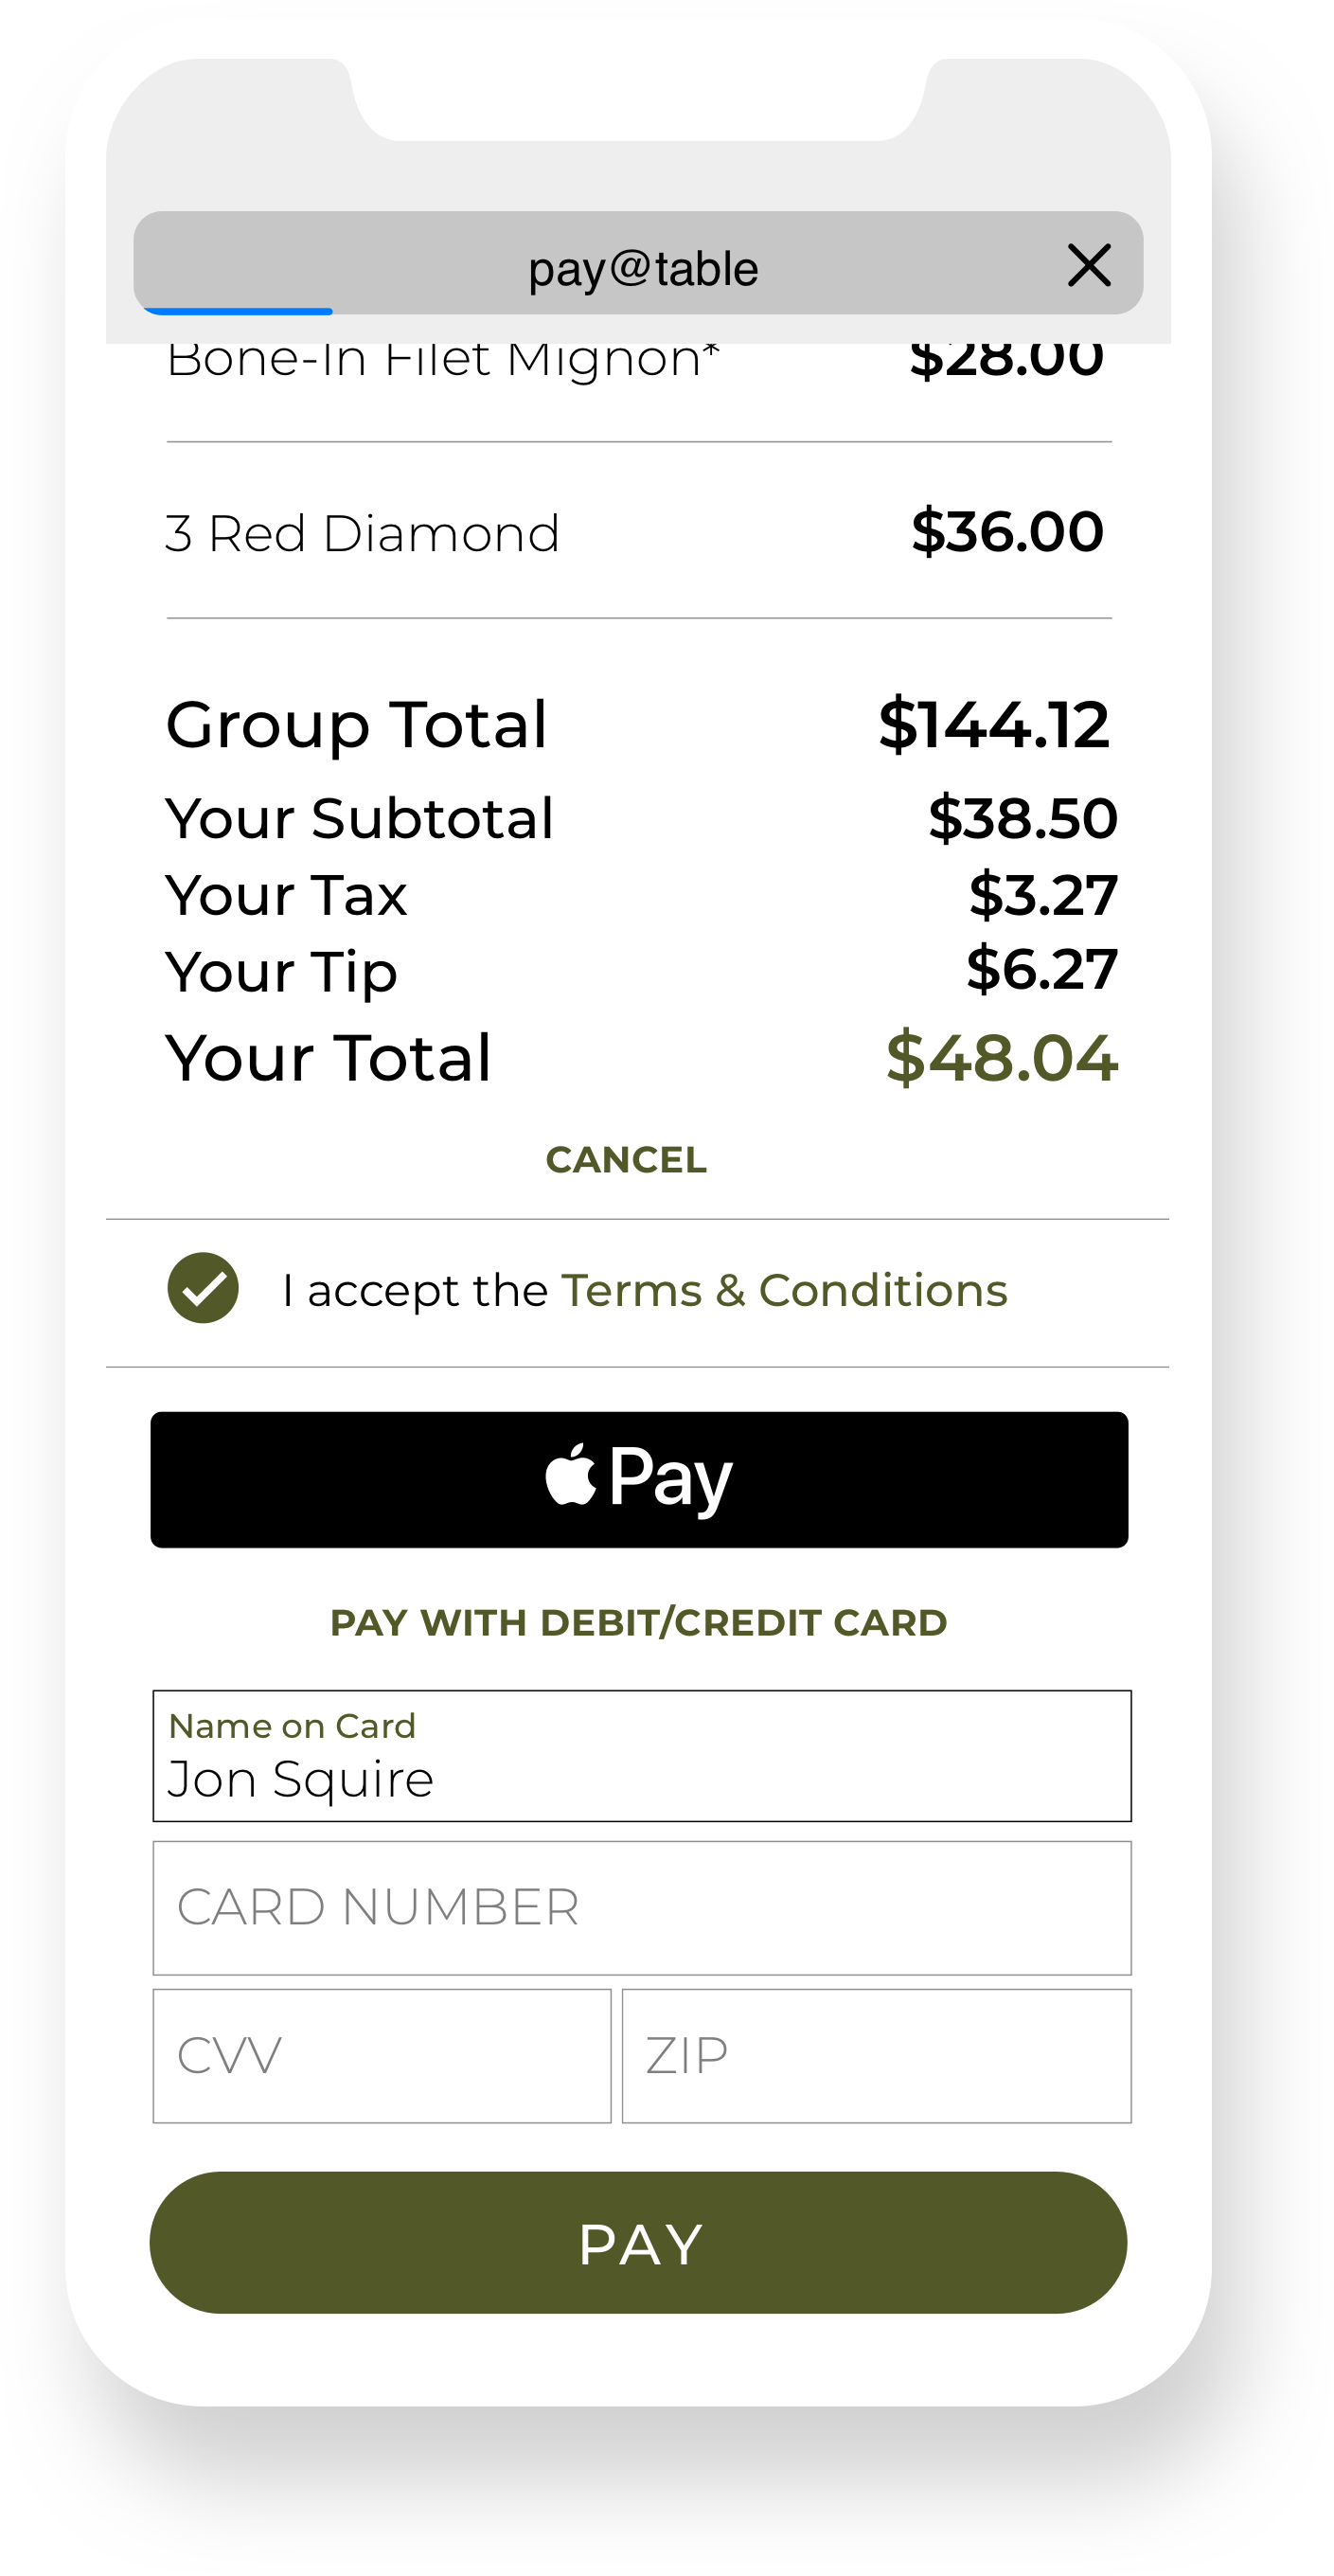 pay@table
Bone-In Filet Mignon* $28.00
3 Red Diamond $36.00
Group Total $144.12
Your Subtotal $38.50
Your Tax $3.27
Your Tip $6.27
Your Total $48.04
CANCEL
I accept the Terms & Conditions
Pay
PAY WITH DEBIT/CREDIT CARD
Name on Card
Jon Squire
CARD NUMBER
CVV ZIP
PAY